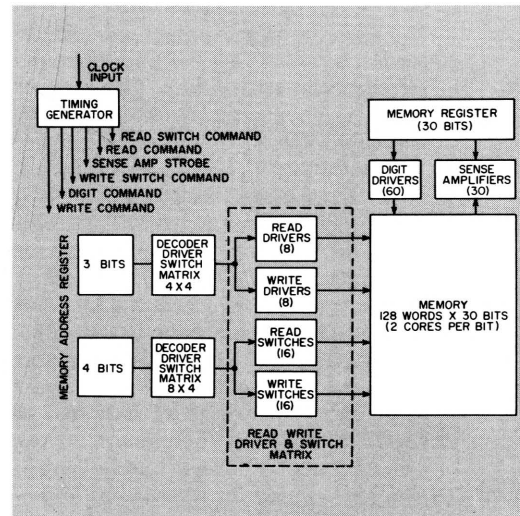 CLOCK
INPUT
TIMING
GENERATOR
READ SWITCH COMMAND
READ COMMAND
SENSE AMP STROBE
WRITE SWITCH COMMAND
DIGIT COMMAND
WRITE COMMAND
MEMORY REGISTER
(30 BITS)
DIGIT
DRIVERS
(60)
SENSE
AMPLIFIERS
(30)
MEMORY ADDRESS REGISTER
3 BITS
DECODER
DRIVER
SWITCH
MATRIX
4 X 4
READ
DRIVERS
(8)
WRITE
DRIVERS
(8)
4 BITS
DECODER
DRIVER
SWITCH
MATRIX
8 X 4
READ
SWITCHES
(16)
WRITE
SWITCHES
(16)
READ WRITE
DRIVER & SWITCH
MATRIX
MEMORY
128 WORDS X 30 BITS
(2 CORES PER BIT)